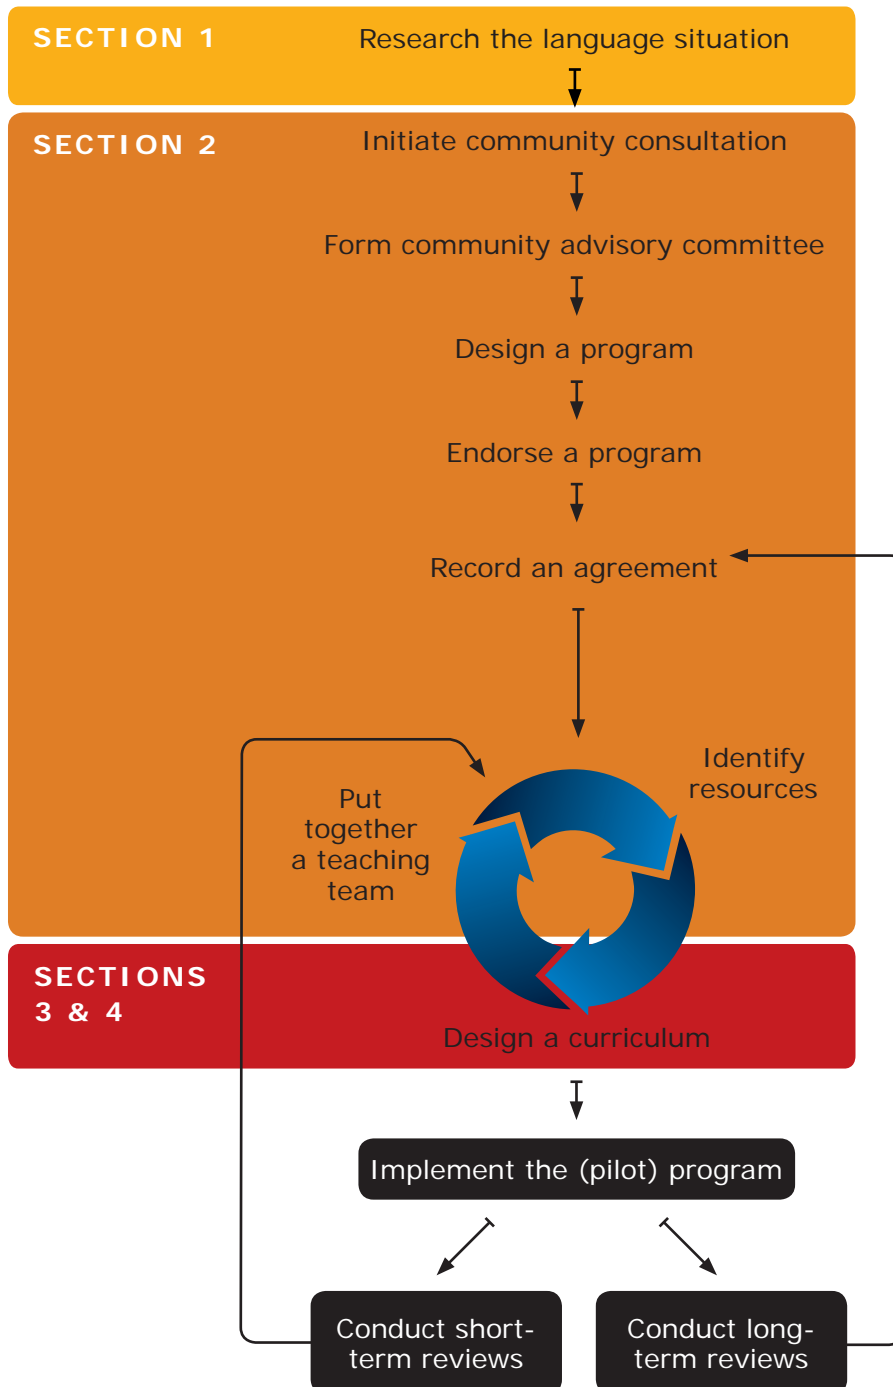 SECTION 1
Research the language situation
SECTION 2
Initiate community consultation
Form community advisory committee
Design a program
Endorse a program
Record an agreement
Identify
resources
Put
together
a teaching
team
SECTIONS
3 & 4
Design a curriculum
Implement the (pilot) program
Conduct short-
term reviews
Conduct long-
term reviews